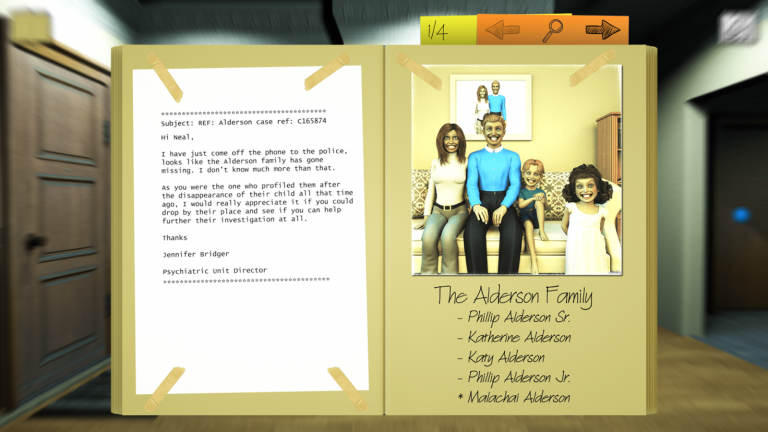 1/4
****************************************
Subject: REF: Alderson case ref: C165874
Hi Neal,
I have just come off the phone to the police,
looks like the Alderson family has gone
missing. I don't know much more than that.
As you were the one who profiled them after
the disappearance of their child all that time
ago, I would really appreciate it if you could
drop by their place and see if you can help
further their investigation at all.
Thanks
Jennifer Bridger
Psychiatric Unit Director
****************************************
The Alderson Family
- Phillip Alderson Sr.
- Katherine Alderson
- Katy Alderson
- Phillip Alderson Jr.
* Malachai Alderson